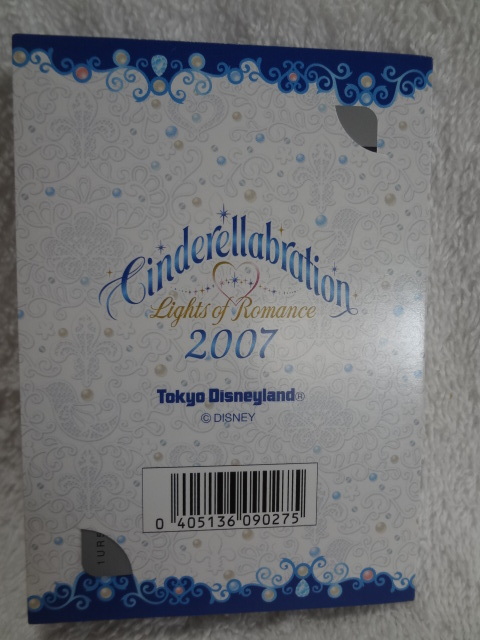 Cinderellabration
Lights of Romance
2007
Tokyo Disneyland®
© DISNEY
0 405136 090275